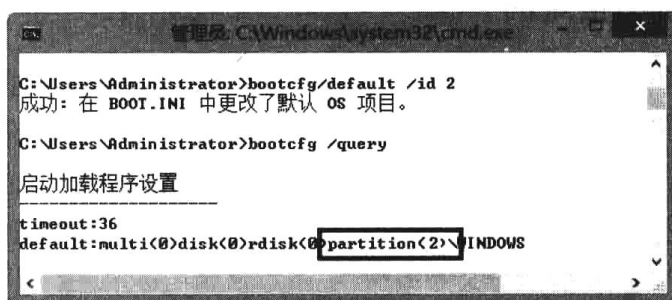 管理员: C:\Windows\system32\cmd.exe
C:\Users\Administrator>bootcfg/default /id 2
成功: 在 BOOT.INI 中更改了默认 OS 项目。
C:\Users\Administrator>bootcfg /query
启动加载程序设置
--------------------
timeout:36
default:multi(0)disk(0)rdisk(0)partition(2)\WINDOWS